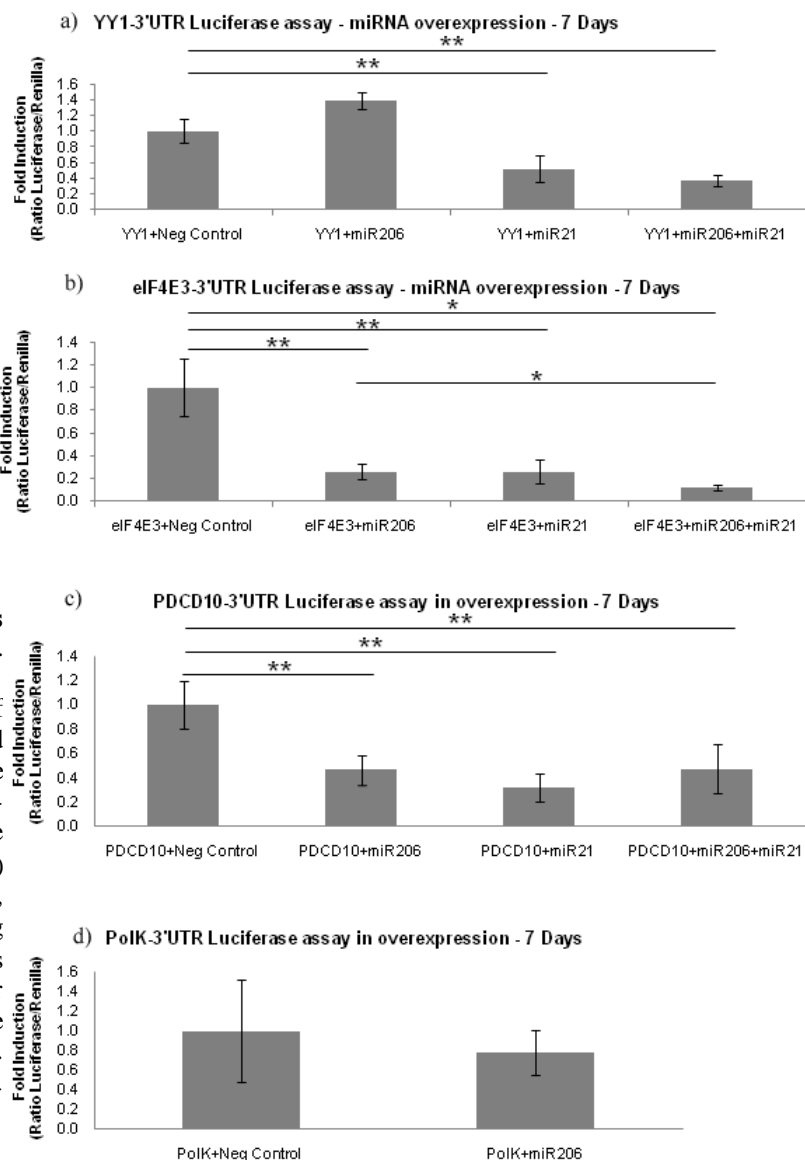 a) YY1-3'UTR Luciferase assay - miRNA overexpression - 7 Days
**
**
Fold Induction
(Ratio Luciferase/Renilla)
1.6
1.4
1.2
1.0
0.8
0.6
0.4
0.2
0.0
YY1+Neg Control YY1+miR206 YY1+miR21 YY1+miR206+miR21
b) eIF4E3-3'UTR Luciferase assay - miRNA overexpression - 7 Days
*
**
**
*
Fold Induction
(Ratio Luciferase/Renilla)
1.4
1.2
1.0
0.8
0.6
0.4
0.2
0.0
eIF4E3+Neg Control eIF4E3+miR206 eIF4E3+miR21 eIF4E3+miR206+miR21
c) PDCD10-3'UTR Luciferase assay in overexpression - 7 Days
**
**
**
Fold Induction
(Ratio Luciferase/Renilla)
1.4
1.2
1.0
0.8
0.6
0.4
0.2
0.0
PDCD10+Neg Control PDCD10+miR206 PDCD10+miR21 PDCD10+miR206+miR21
d) PolK-3'UTR Luciferase assay in overexpression - 7 Days
Fold Induction
(Ratio Luciferase/Renilla)
1.6
1.4
1.2
1.0
0.8
0.6
0.4
0.2
0.0
PolK+Neg Control PolK+miR206